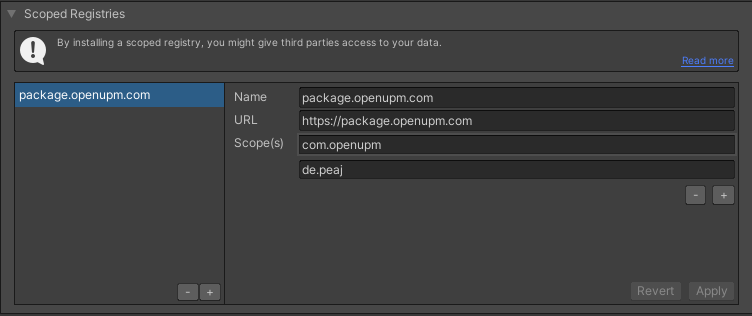 Scoped Registries
By installing a scoped registry, you might give third parties access to your data.
Read more
package.openupm.com
Name
package.openupm.com
URL
https://package.openupm.com
Scope(s)
com.openupm
de.peaj
- +
- +
Revert Apply